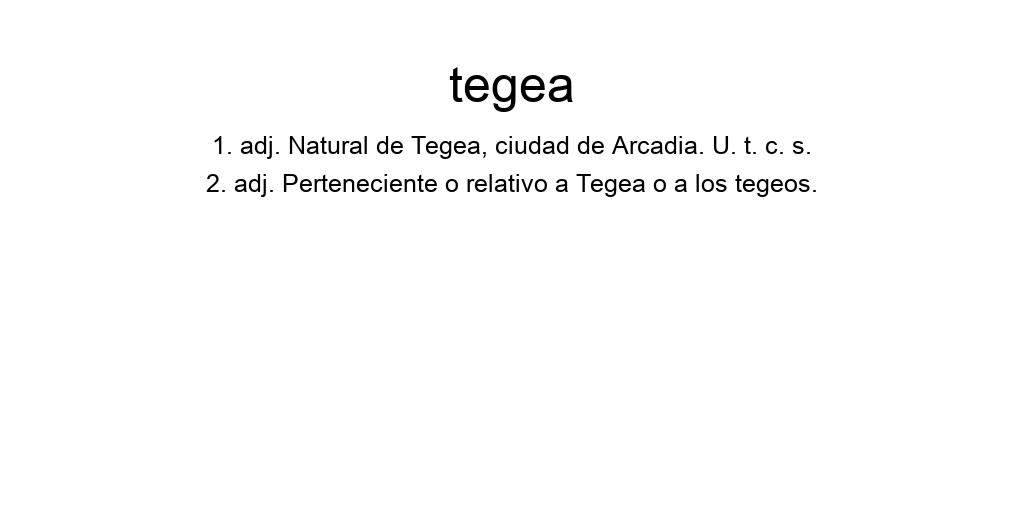 tegea
1. adj. Natural de Tegea, ciudad de Arcadia. U. t. c. s.
2. adj. Perteneciente o relativo a Tegea o a los tegeos.